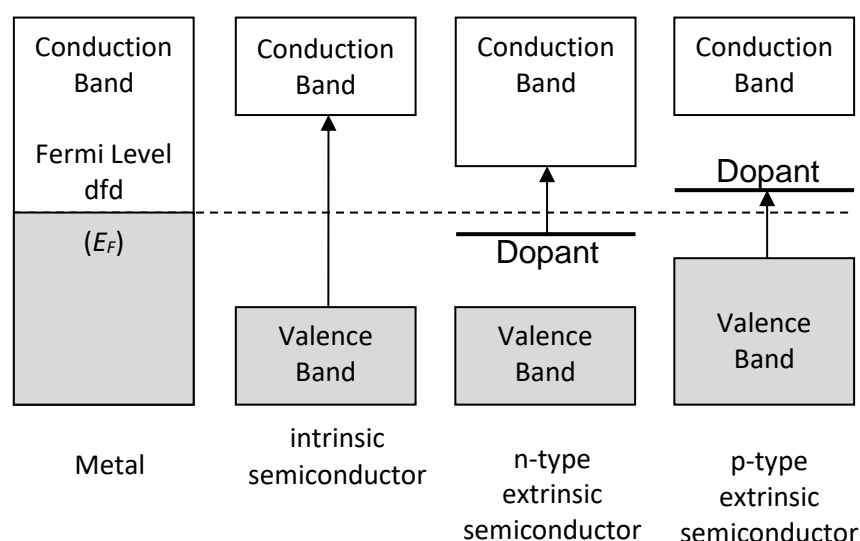 Conduction
Band
Fermi Level
dfd
(E_F)
Metal
Conduction
Band
Valence
Band
intrinsic
semiconductor
Conduction
Band
Dopant
Valence
Band
n-type
extrinsic
semiconductor
Conduction
Band
Dopant
Valence
Band
p-type
extrinsic
semiconductor